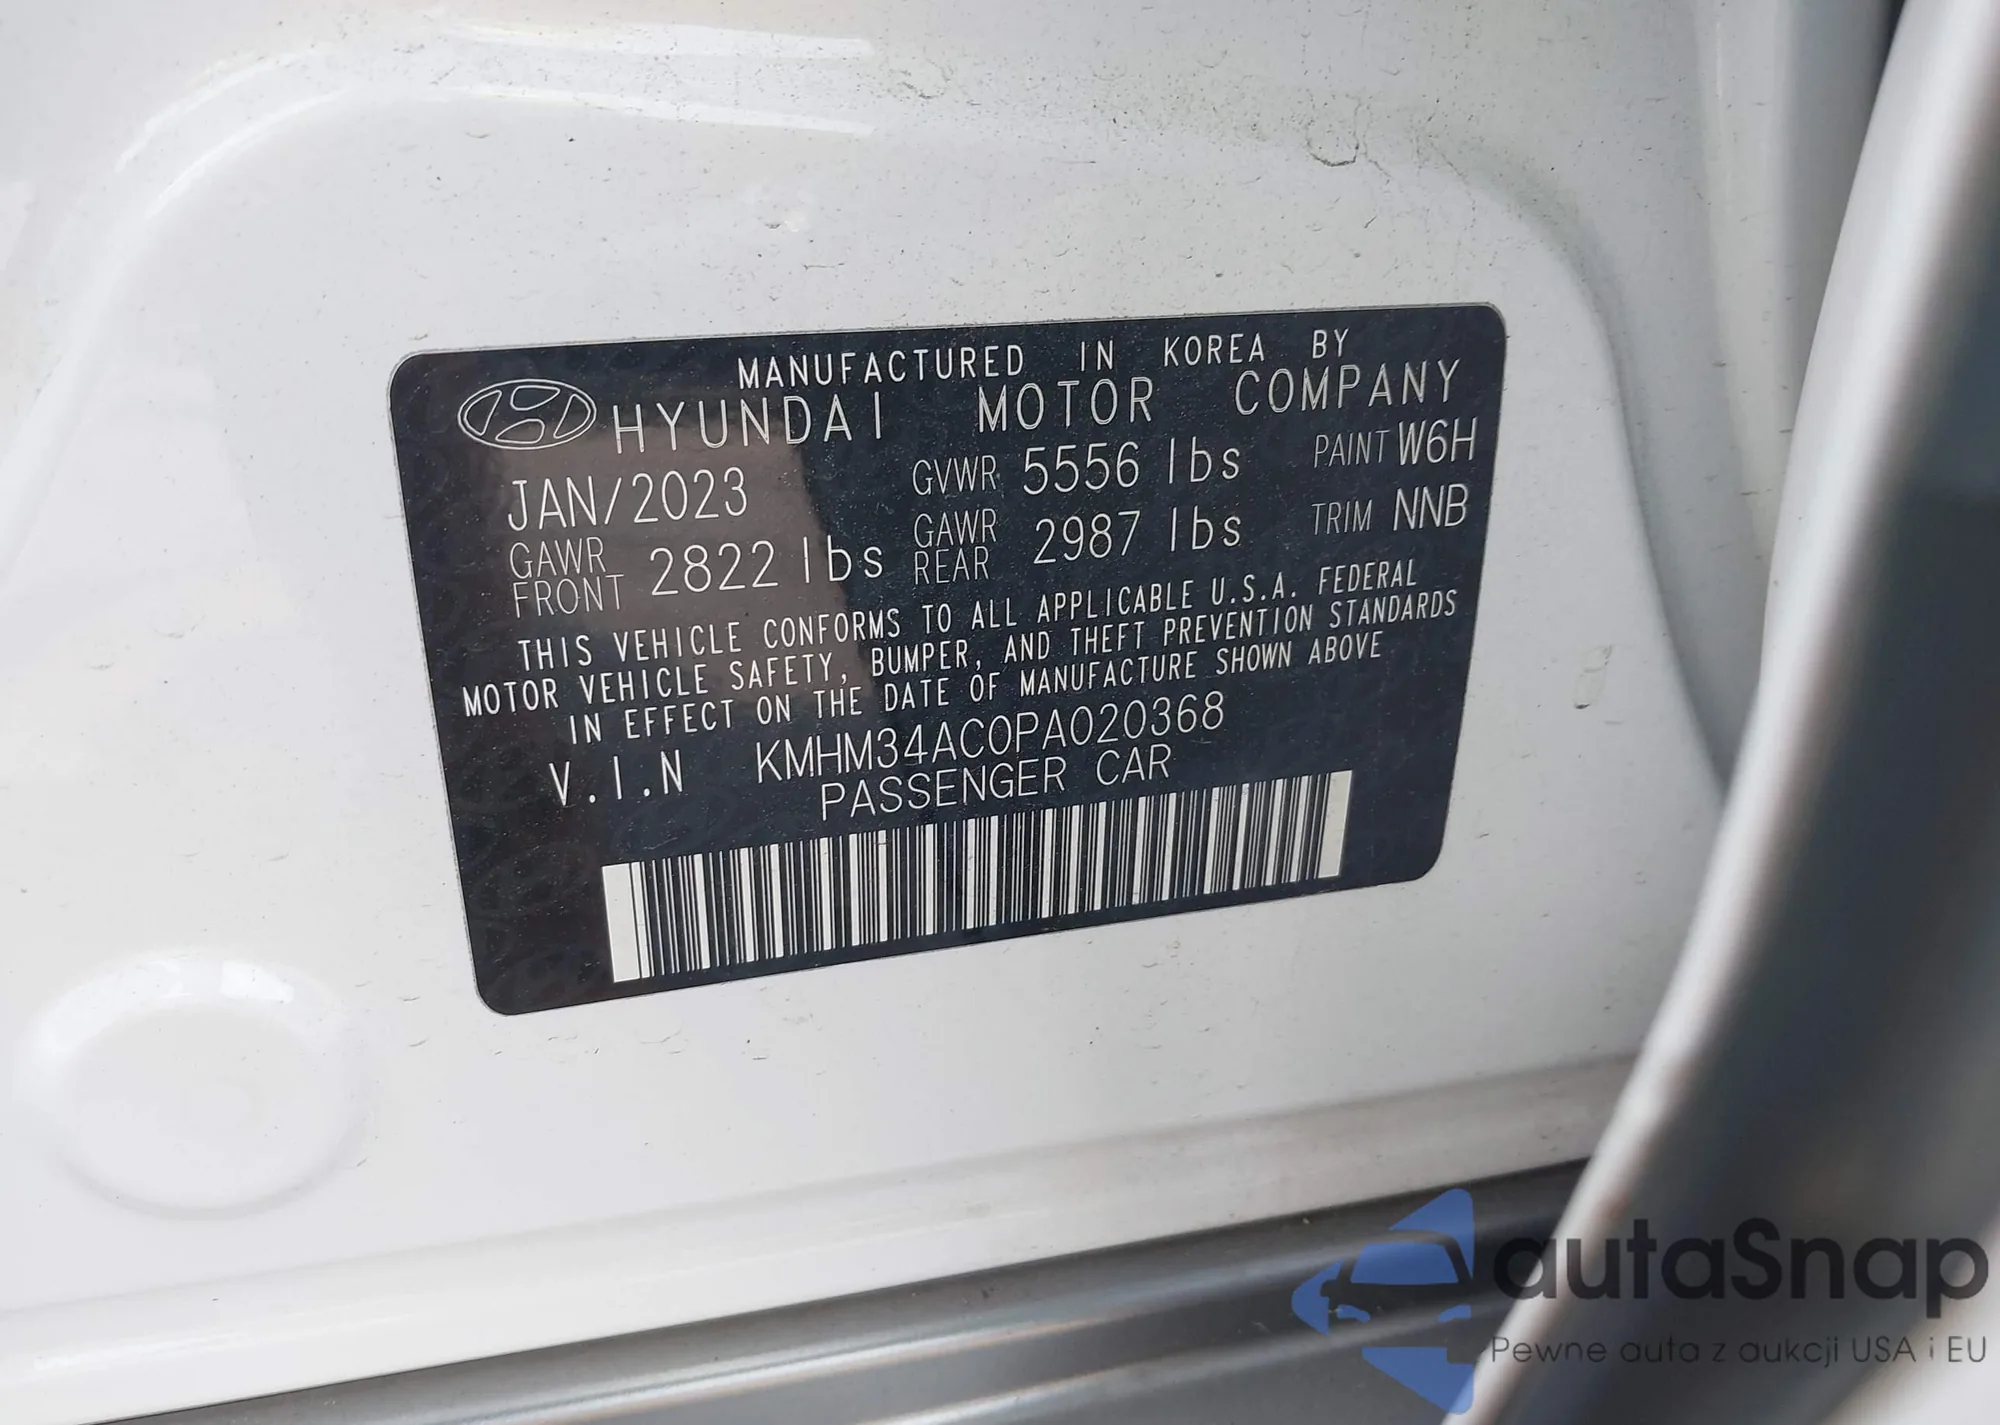 MANUFACTURED IN KOREA BY
HYUNDAI MOTOR COMPANY
JAN/2023 GVWR 5556 lbs PAINT W6H
GAWR FRONT 2822 lbs GAWR REAR 2987 lbs TRIM NNB
THIS VEHICLE CONFORMS TO ALL APPLICABLE U.S.A. FEDERAL
MOTOR VEHICLE SAFETY, BUMPER, AND THEFT PREVENTION STANDARDS
IN EFFECT ON THE DATE OF MANUFACTURE SHOWN ABOVE
V.I.N KMHM34AC0PA020368
PASSENGER CAR
autaSnap
Pewne auta z aukcji USA i EU